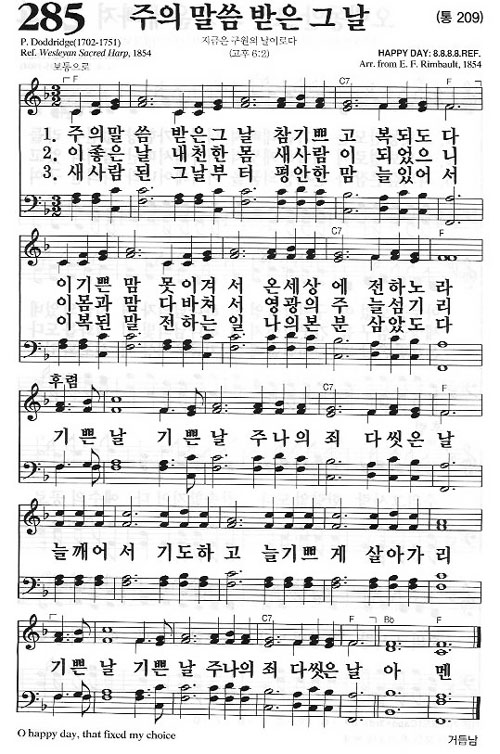 285 주의 말씀 받은 그 날 (통 209)
P. Doddridge(1702-1751)
지금은 구원의 날이로다
Ref. Wesleyan Sacred Harp, 1854
(고후 6:2)
HAPPY DAY: 8.8.8.8.REF.
Arr. from E. F. Rimbault, 1854
보통으로
F C7 F
3
2
1. 주의말 씀 받은그 날 참기쁘 고 복되도 다
2. 이좋은 날 내천한 몸 새사람 이 되었으 니
3. 새사람 된 그날부 터 평안한 맘 늘있어 서
3
2
C7 F
이기쁜 맘 못이겨 서 온세상 에 전하노 라
이몸과 맘 다바쳐 서 영광의 주 늘섬기 리
이복된 말 전하는 일 나의본 분 삼았도 다
후렴
C7 F
기 쁜 날 기 쁜 날 주나의 죄 다씻은 날
늘깨어 서 기도하 고 늘기쁘 게 살아가 리
F Bb F
기 쁜 날 기 쁜 날 주나의 죄 다씻은 날 아 멘
O happy day, that fixed my choice
거듭남